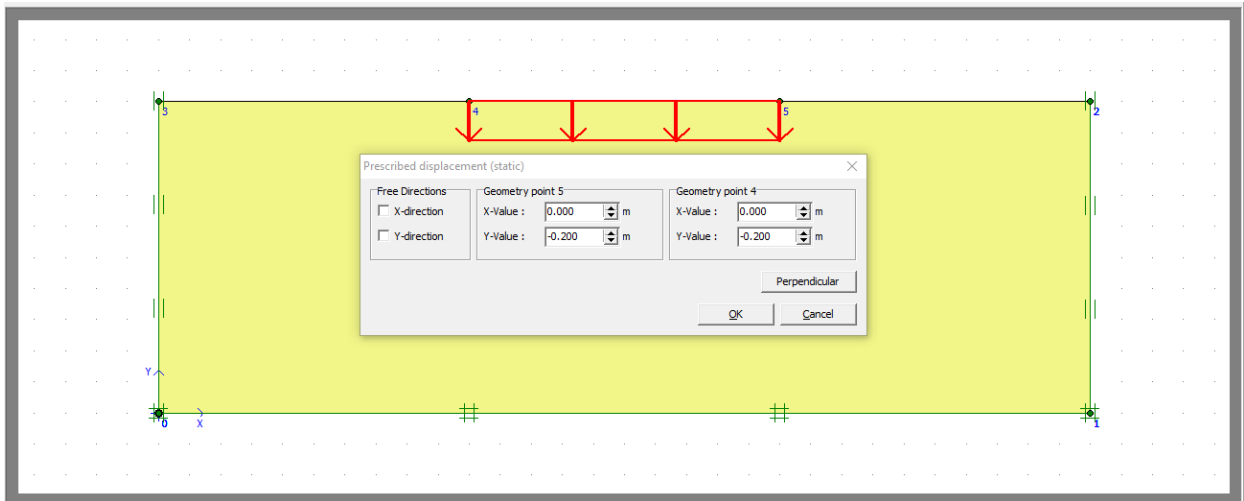 3
4
5
2
Prescribed displacement (static)
Free Directions
X-direction
Y-direction
Geometry point 5
X-Value : 0.000 m
Y-Value : -0.200 m
Geometry point 4
X-Value : 0.000 m
Y-Value : -0.200 m
Perpendicular
OK Cancel
Y
0 X
1